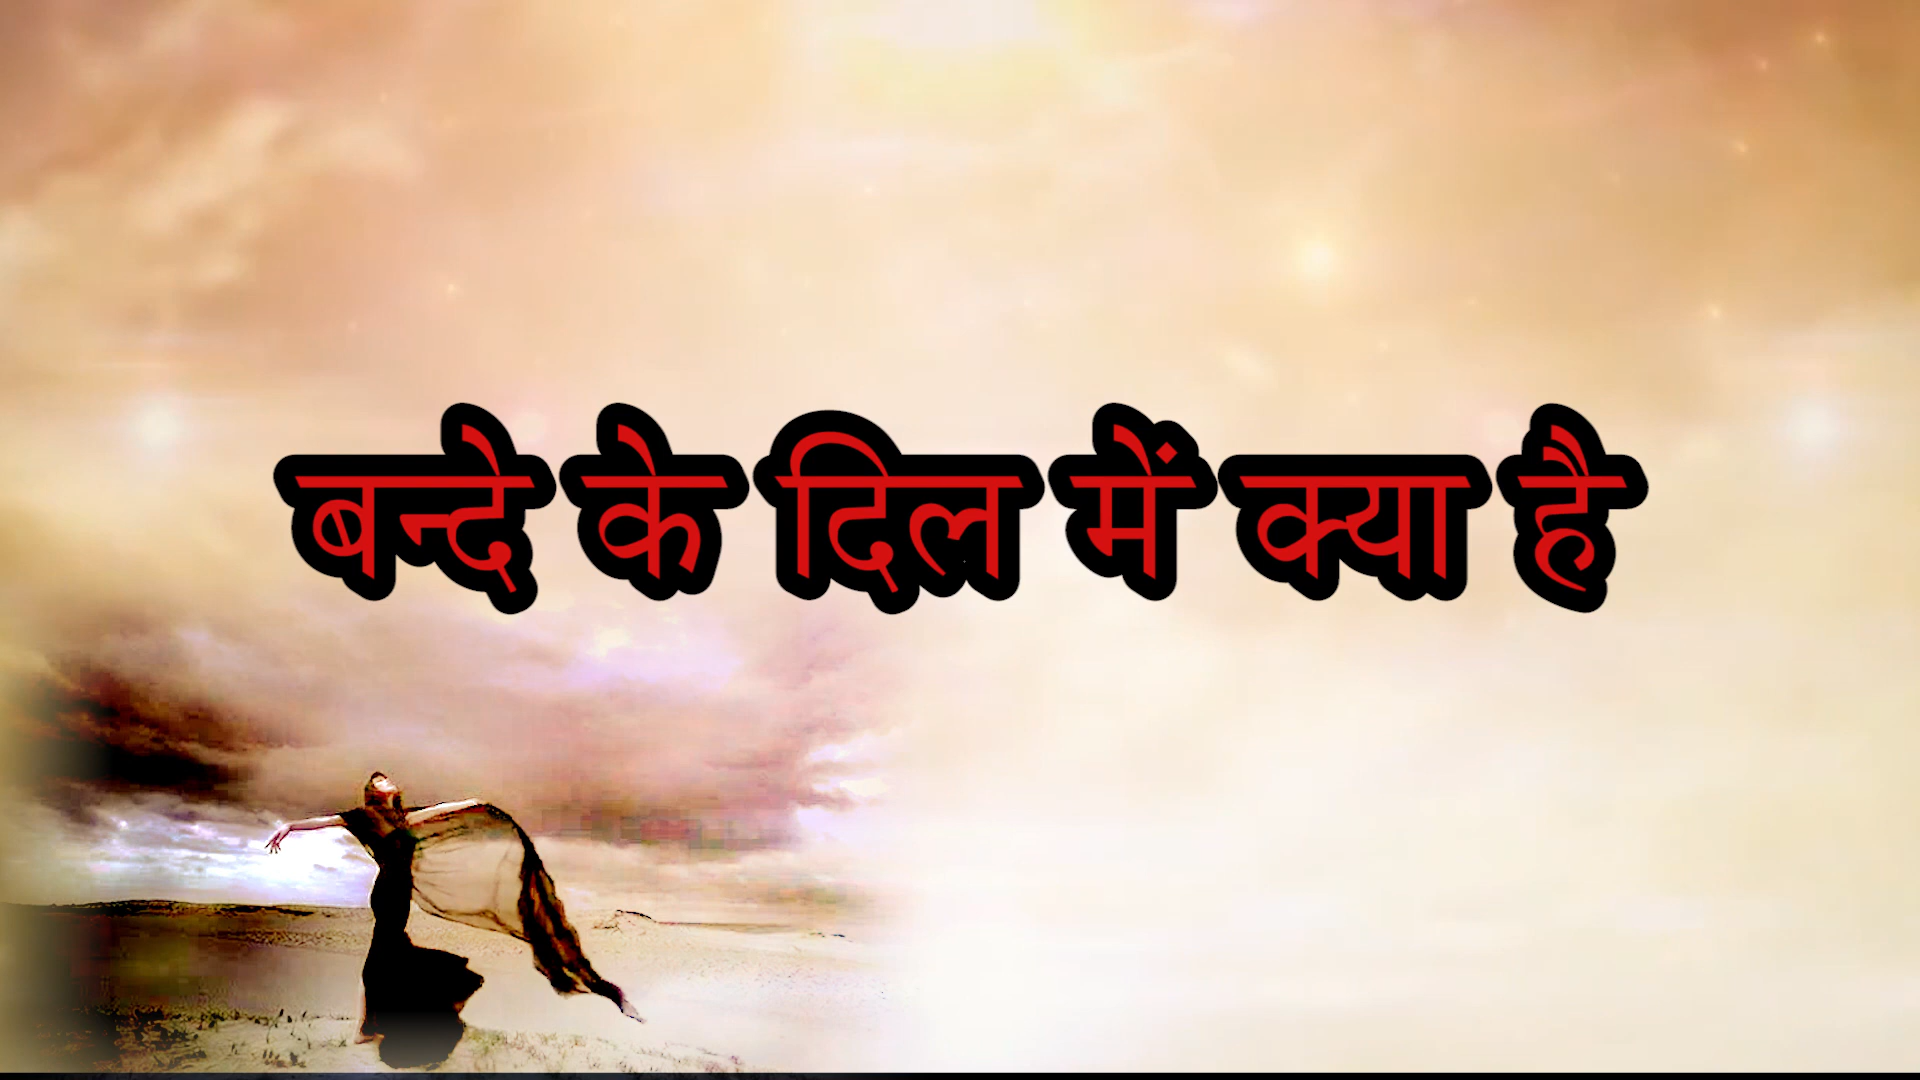 बन्दे के दिल में क्या है